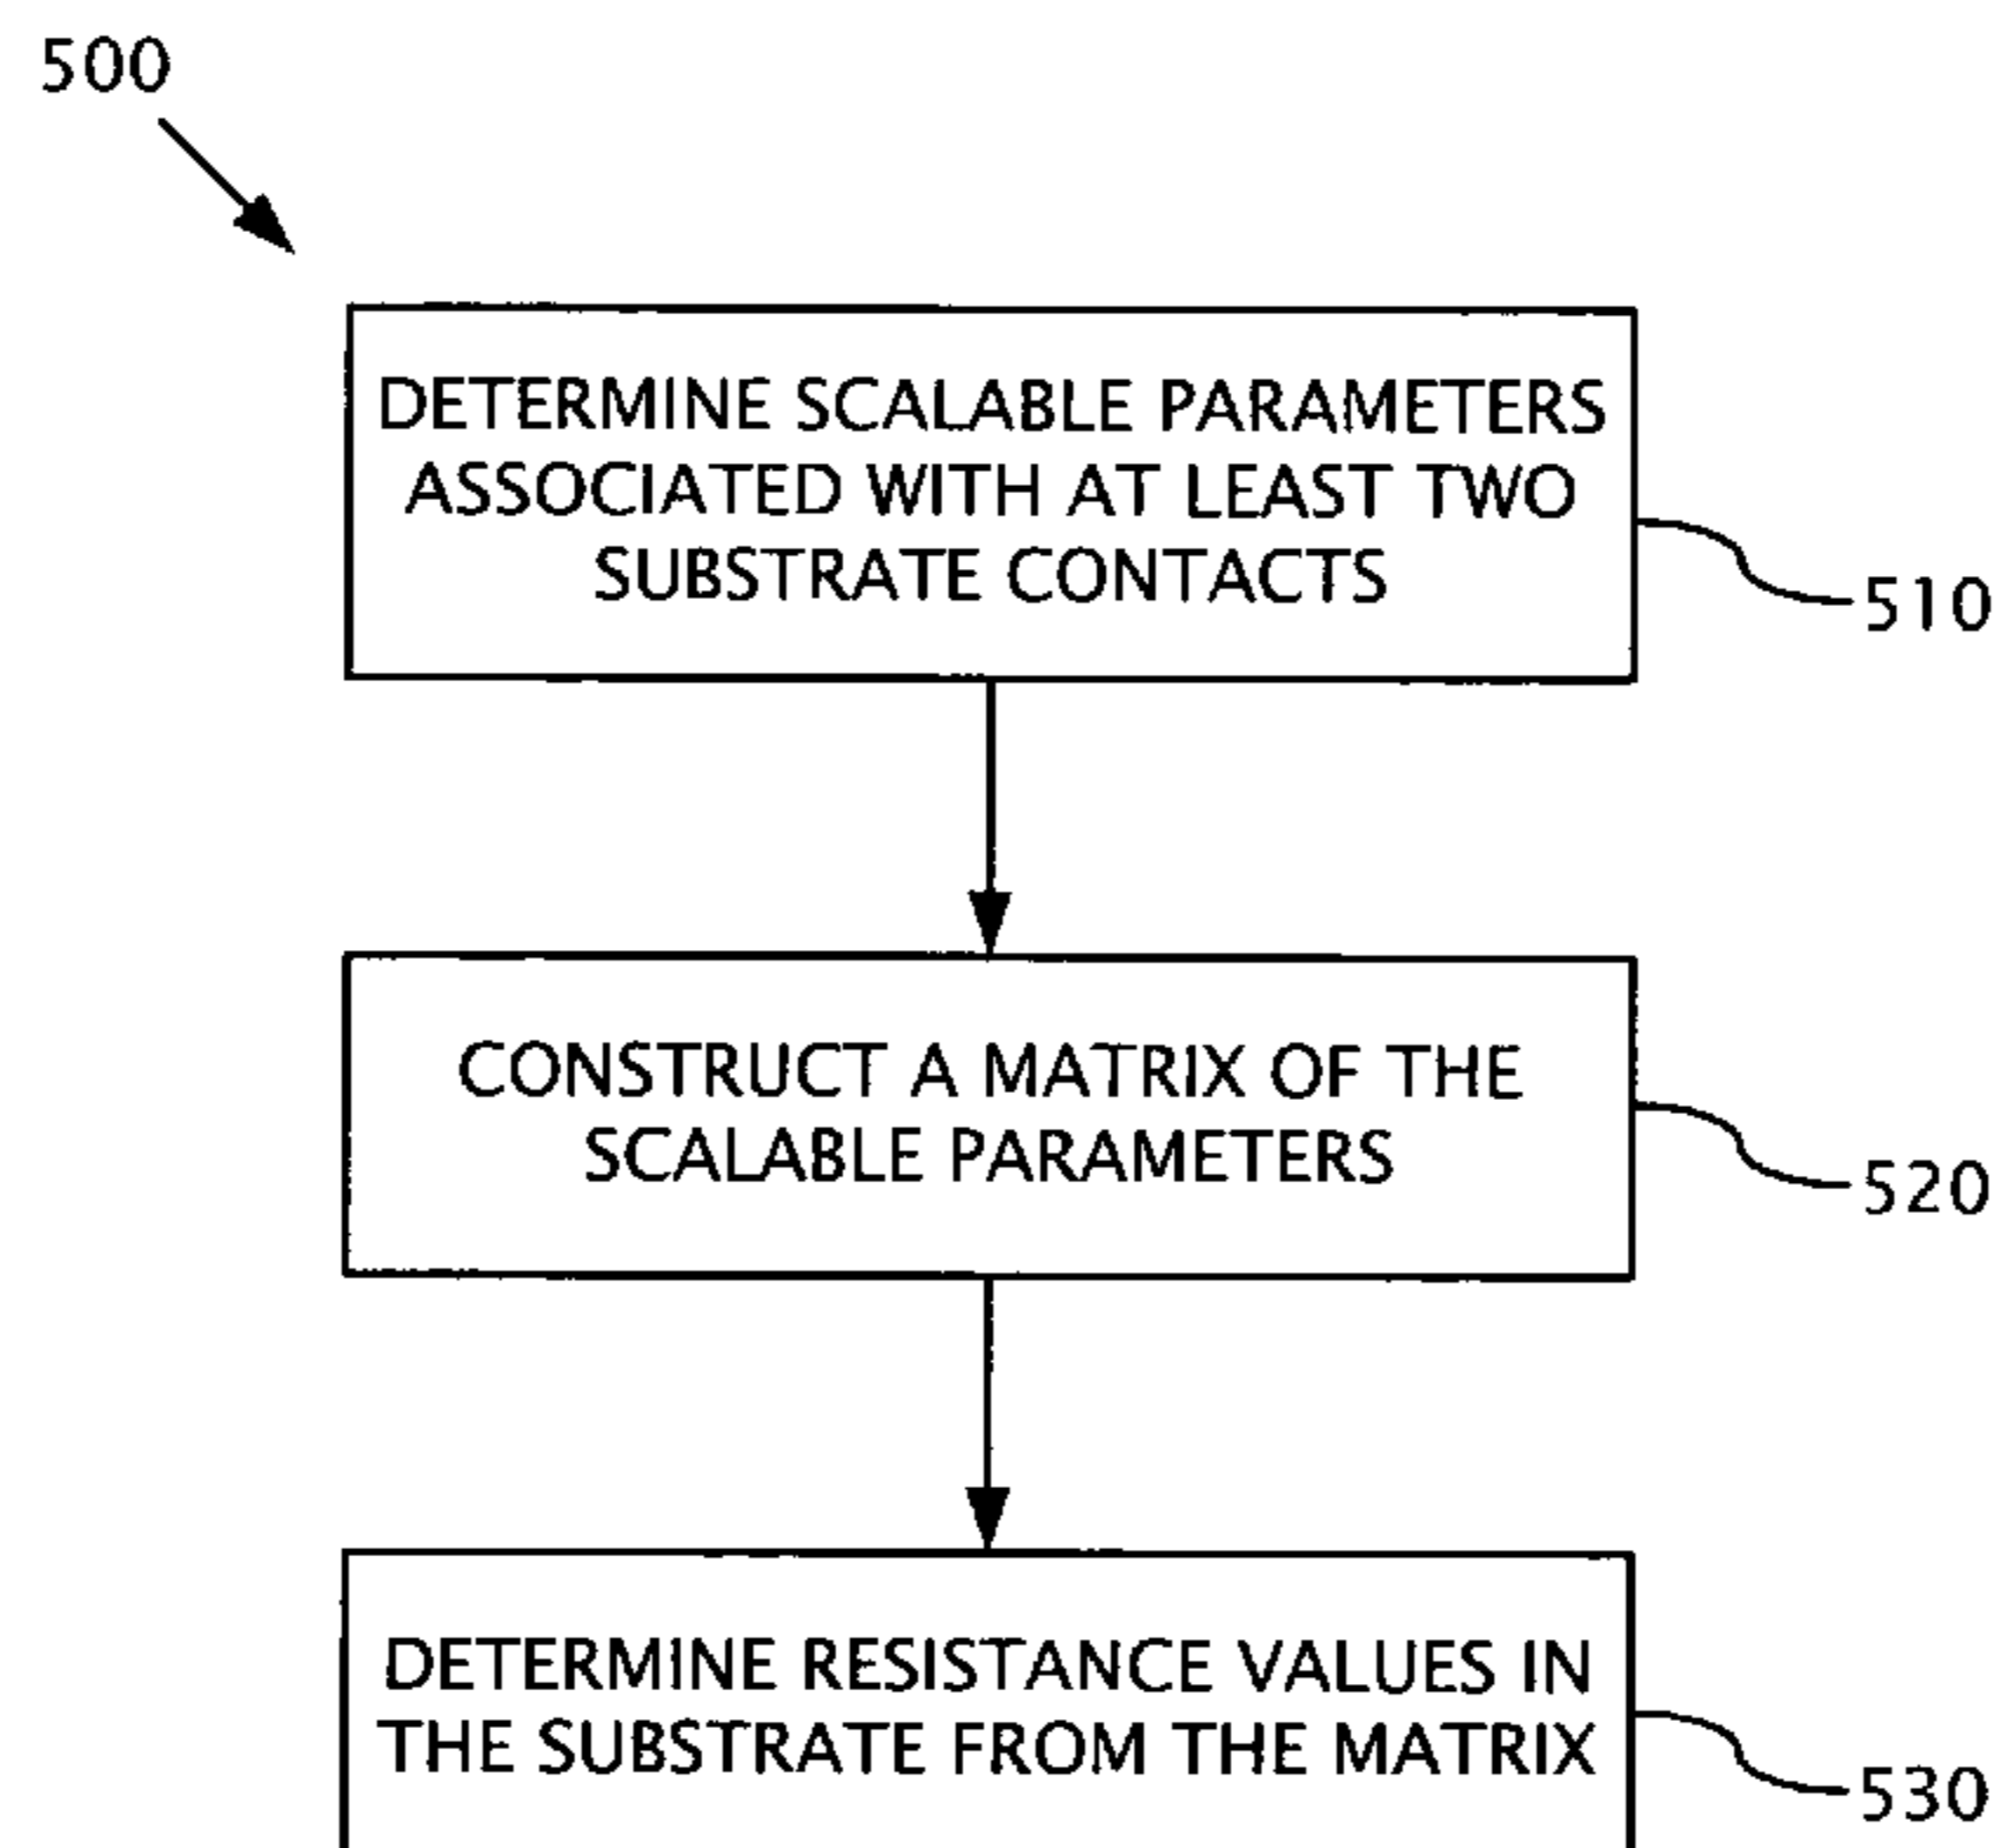 500
DETERMINE SCALABLE PARAMETERS
ASSOCIATED WITH AT LEAST TWO
SUBSTRATE CONTACTS
510
CONSTRUCT A MATRIX OF THE
SCALABLE PARAMETERS
520
DETERMINE RESISTANCE VALUES IN
THE SUBSTRATE FROM THE MATRIX
530